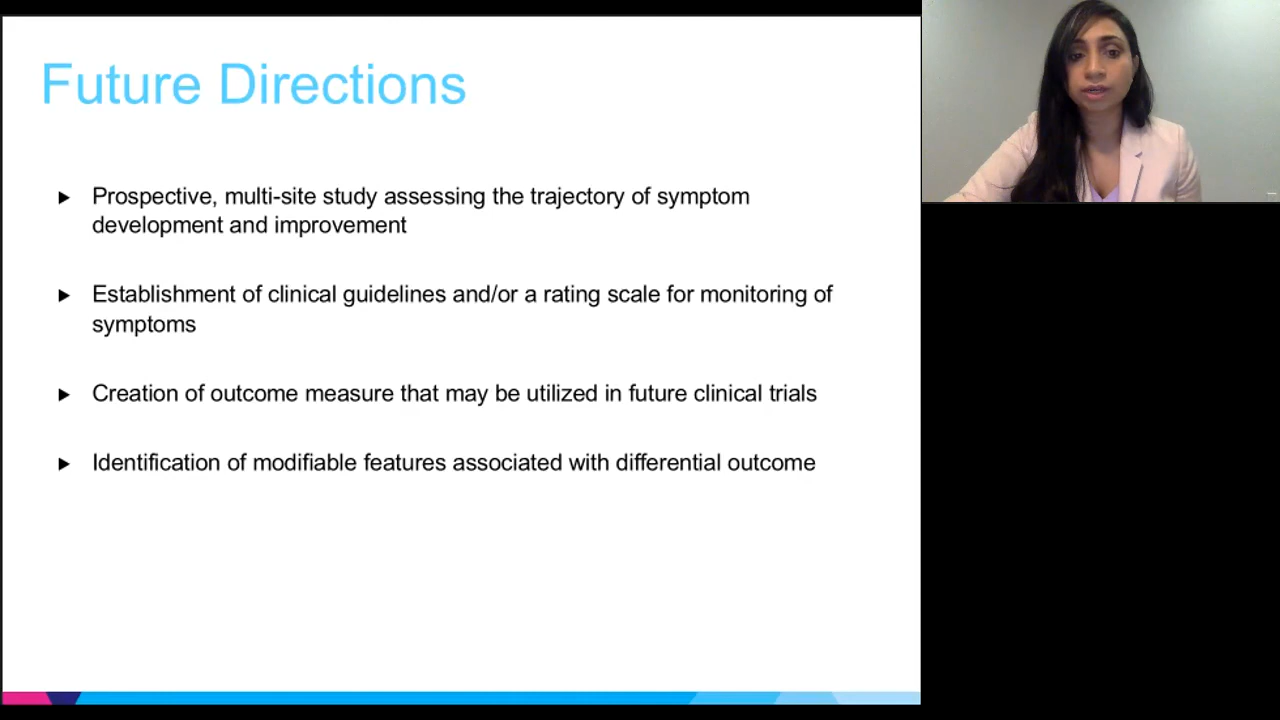 Future Directions
Prospective, multi-site study assessing the trajectory of symptom
development and improvement
Establishment of clinical guidelines and/or a rating scale for monitoring of
symptoms
Creation of outcome measure that may be utilized in future clinical trials
Identification of modifiable features associated with differential outcome